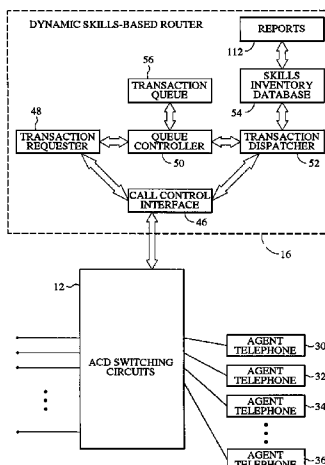 DYNAMIC SKILLS-BASED ROUTER
REPORTS
112
56
TRANSACTION
QUEUE
SKILLS
INVENTORY
DATABASE
54
48
TRANSACTION
REQUESTER
QUEUE
CONTROLLER
50
TRANSACTION
DISPATCHER
52
CALL CONTROL
INTERFACE
46
16
12
ACD SWITCHING
CIRCUITS
AGENT
TELEPHONE
30
AGENT
TELEPHONE
32
AGENT
TELEPHONE
34
AGENT
TELEPHONE
36